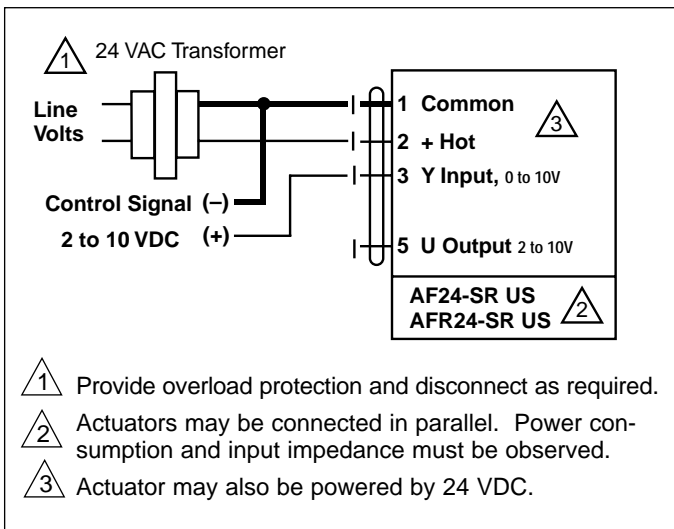 1 24 VAC Transformer
Line
Volts
1 Common
3
2 + Hot
3 Y Input, 0 to 10V
Control Signal (–)
2 to 10 VDC (+)
5 U Output 2 to 10V
AF24-SR US
AFR24-SR US
2
1 Provide overload protection and disconnect as required.
2 Actuators may be connected in parallel. Power con-
sumption and input impedance must be observed.
3 Actuator may also be powered by 24 VDC.